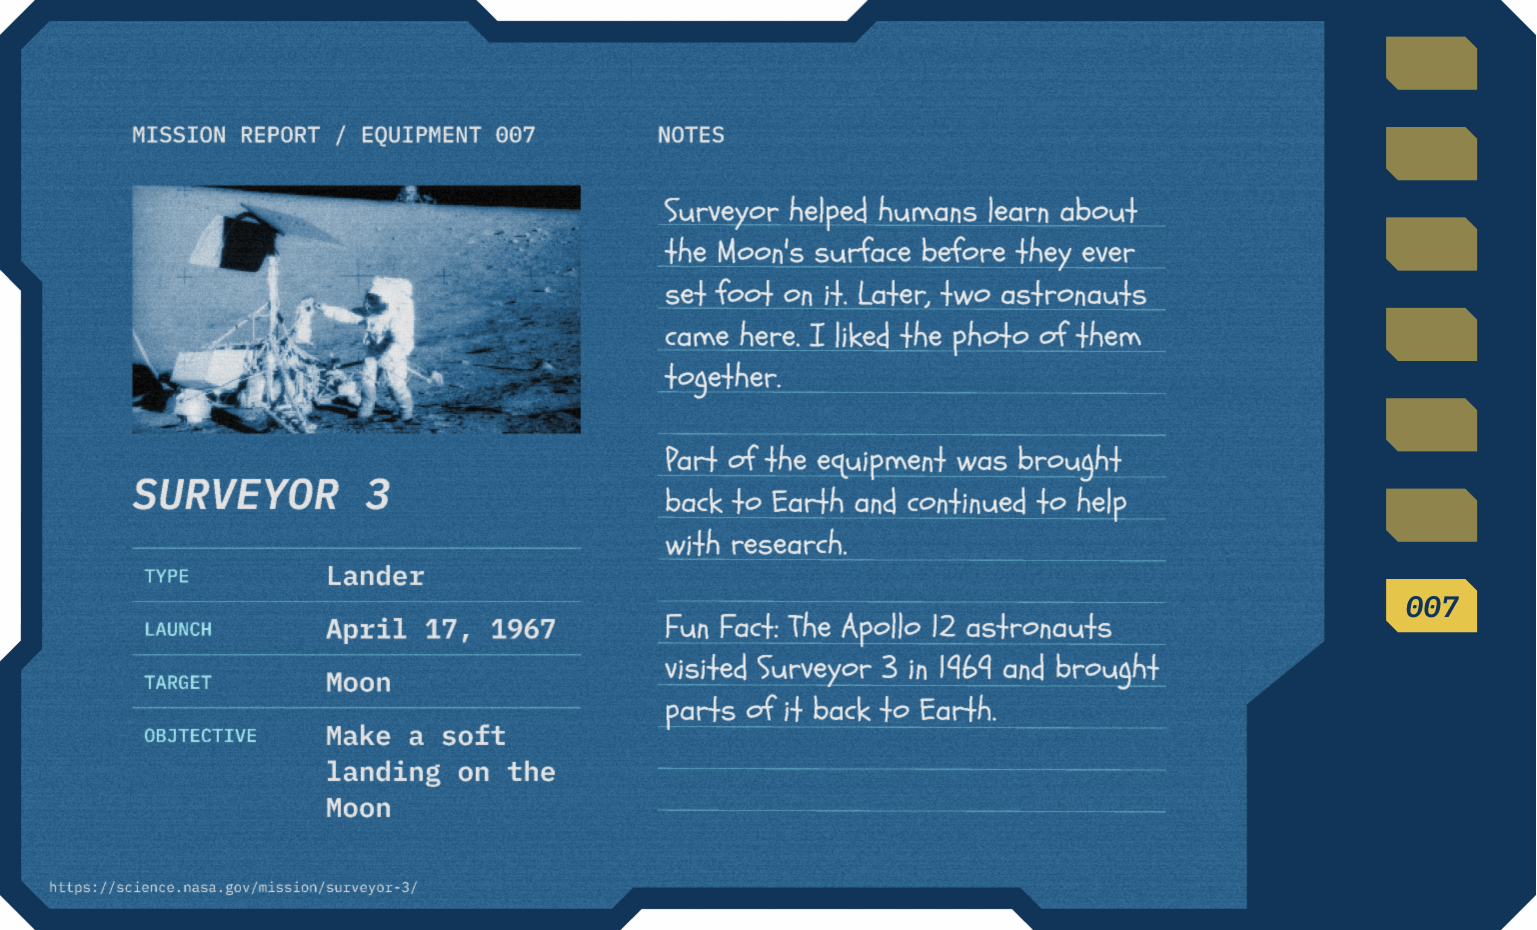 MISSION REPORT / EQUIPMENT 007
SURVEYOR 3
TYPE Lander
LAUNCH April 17, 1967
TARGET Moon
OBJTECTIVE Make a soft
landing on the
Moon
https://science.nasa.gov/mission/surveyor-3/
NOTES
Surveyor helped humans learn about
the Moon's surface before they ever
set foot on it. Later, two astronauts
came here. I liked the photo of them
together.
Part of the equipment was brought
back to Earth and continued to help
with research.
Fun Fact: The Apollo 12 astronauts
visited Surveyor 3 in 1969 and brought
parts of it back to Earth.
007